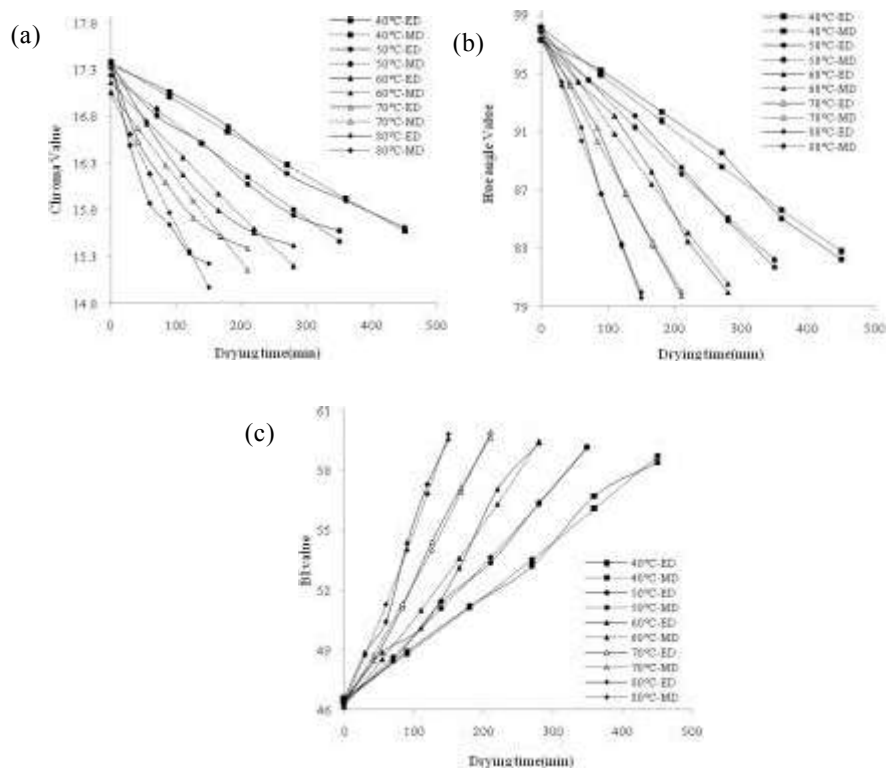 (a)
Chroma Value
17.8
17.3
16.8
16.3
15.8
15.3
14.8
0
100
200
300
400
500
Drying time(min)
40°C-ED
40°C-MD
50°C-ED
50°C-MD
60°C-ED
60°C-MD
70°C-ED
70°C-MD
80°C-ED
80°C-MD
(b)
Hue angle Value
99
95
91
87
83
79
0
100
200
300
400
500
Drying time(min)
40°C-ED
40°C-MD
50°C-ED
50°C-MD
60°C-ED
60°C-MD
70°C-ED
70°C-MD
80°C-ED
80°C-MD
(c)
BI value
61
58
55
52
49
46
0
100
200
300
400
500
Drying time(min)
40°C-ED
40°C-MD
50°C-ED
50°C-MD
60°C-ED
60°C-MD
70°C-ED
70°C-MD
80°C-ED
80°C-MD